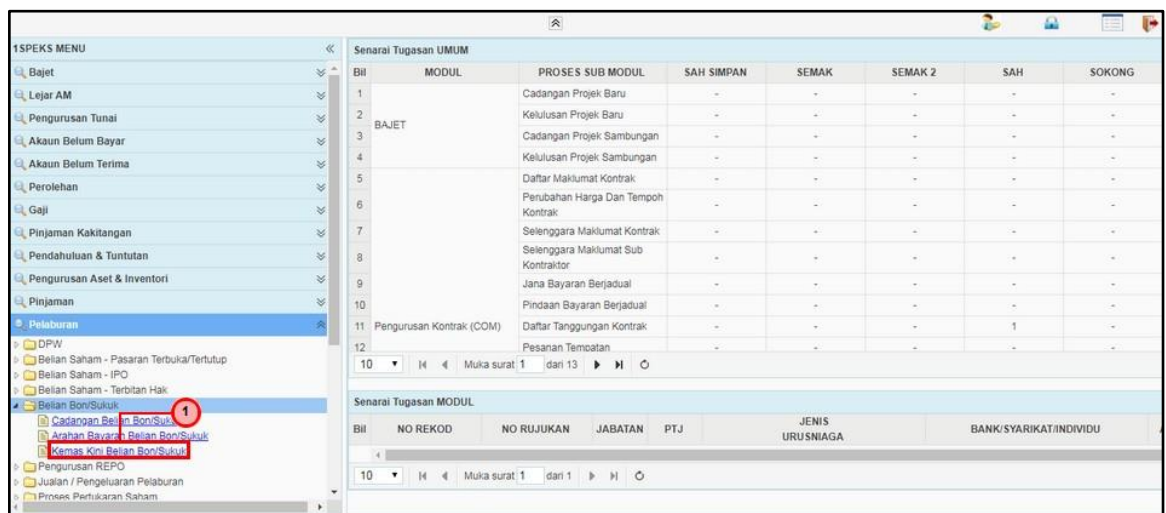 1SPEKS MENU
Bajet
Lejar AM
Pengurusan Tunai
Akaun Belum Bayar
Akaun Belum Terima
Perolehan
Gaji
Pinjaman Kakitangan
Pendahuluan & Tuntutan
Pengurusan Aset & Inventori
Pinjaman
Pelaburan
DPW
Belian Saham - Pasaran Terbuka/Tertutup
Belian Saham - IPO
Belian Saham - Terbitan Hak
Belian Bon/Sukuk
1
Cadangan Belian Bon/Sukuk
Arahan Bayaran Belian Bon/Sukuk
Kemas Kini Belian Bon/Sukuk
Pengurusan REPO
Jualan / Pengeluaran Pelaburan
Proses Pertukaran Saham
Senarai Tugasan UMUM
Bil MODUL PROSES SUB MODUL SAH SIMPAN SEMAK SEMAK 2 SAH SOKONG
1 BAJET Cadangan Projek Baru - - - - -
2 Kelulusan Projek Baru - - - - -
3 Cadangan Projek Sambungan - - - - -
4 Kelulusan Projek Sambungan - - - - -
5 Daftar Maklumat Kontrak - - - - -
6 Perubahan Harga Dan Tempoh
Kontrak - - - - -
7 Selenggara Maklumat Kontrak - - - - -
8 Selenggara Maklumat Sub
Kontraktor - - - - -
9 Jana Bayaran Berjadual - - - - -
10 Pindaan Bayaran Berjadual - - - - -
11 Pengurusan Kontrak (COM) Daftar Tanggungan Kontrak - - - 1 -
12 Pesanan Tempatan - - - - -
10 Muka surat 1 dari 13
Senarai Tugasan MODUL
Bil NO REKOD NO RUJUKAN JABATAN PTJ JENIS
URUSNIAGA BANK/SYARIKAT/INDIVIDU
10 Muka surat 1 dari 1